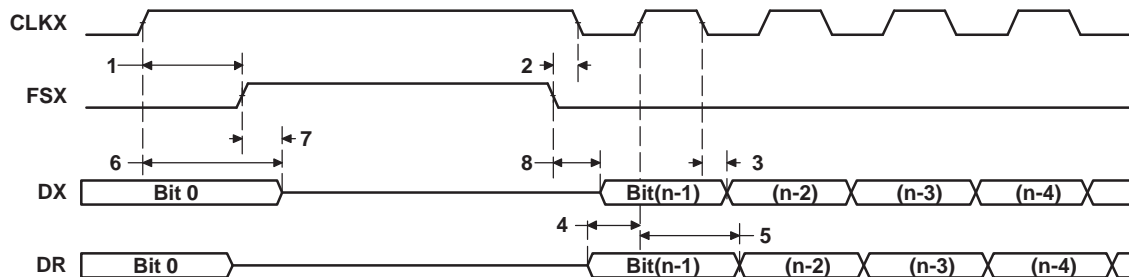 CLKX
1 2
FSX
7
6 8 3
DX Bit 0 Bit(n-1) (n-2) (n-3) (n-4)
4 5
DR Bit 0 Bit(n-1) (n-2) (n-3) (n-4)